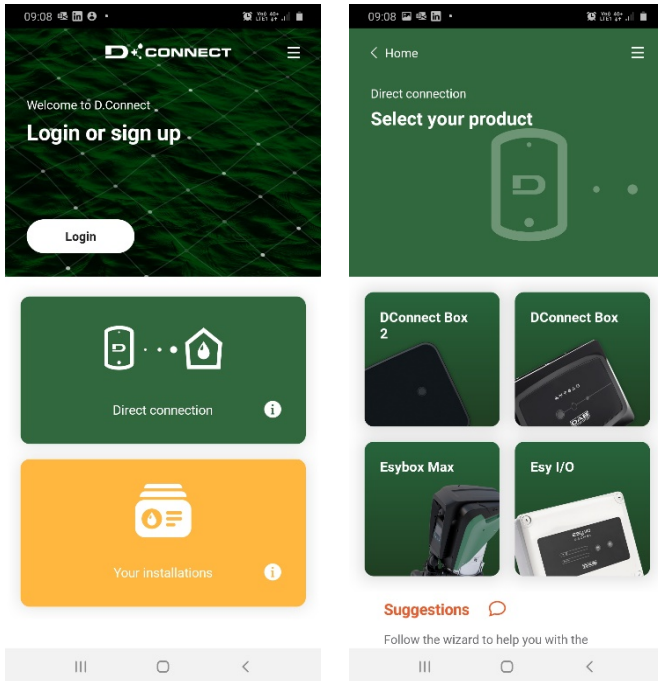 09:08
D+CONNECT
Welcome to D.Connect
Login or sign up
Login
Direct connection
Your installations
09:08
Home
Direct connection
Select your product
DConnect Box
2
DConnect Box
DAB
Esybox Max
Esy I/O
DAB
Suggestions
Follow the wizard to help you with the